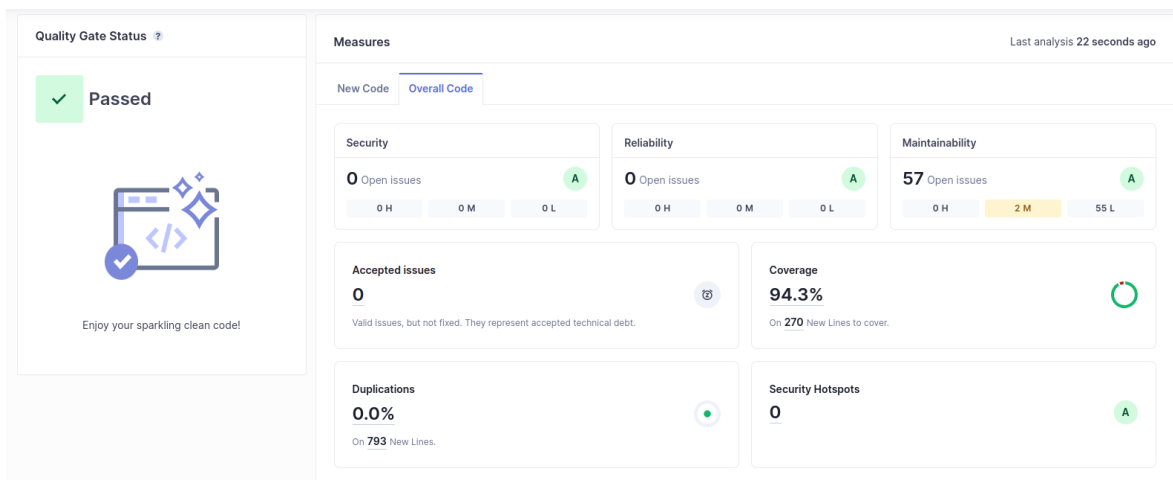 Quality Gate Status ?
Passed
Enjoy your sparkling clean code!
Measures
Last analysis 22 seconds ago
New Code
Overall Code
Security
0 Open issues
A
0 H
0 M
0 L
Reliability
0 Open issues
A
0 H
0 M
0 L
Maintainability
57 Open issues
A
0 H
2 M
55 L
Accepted issues
0
Valid issues, but not fixed. They represent accepted technical debt.
Coverage
94.3%
On 270 New Lines to cover.
Duplications
0.0%
On 793 New Lines.
Security Hotspots
0
A